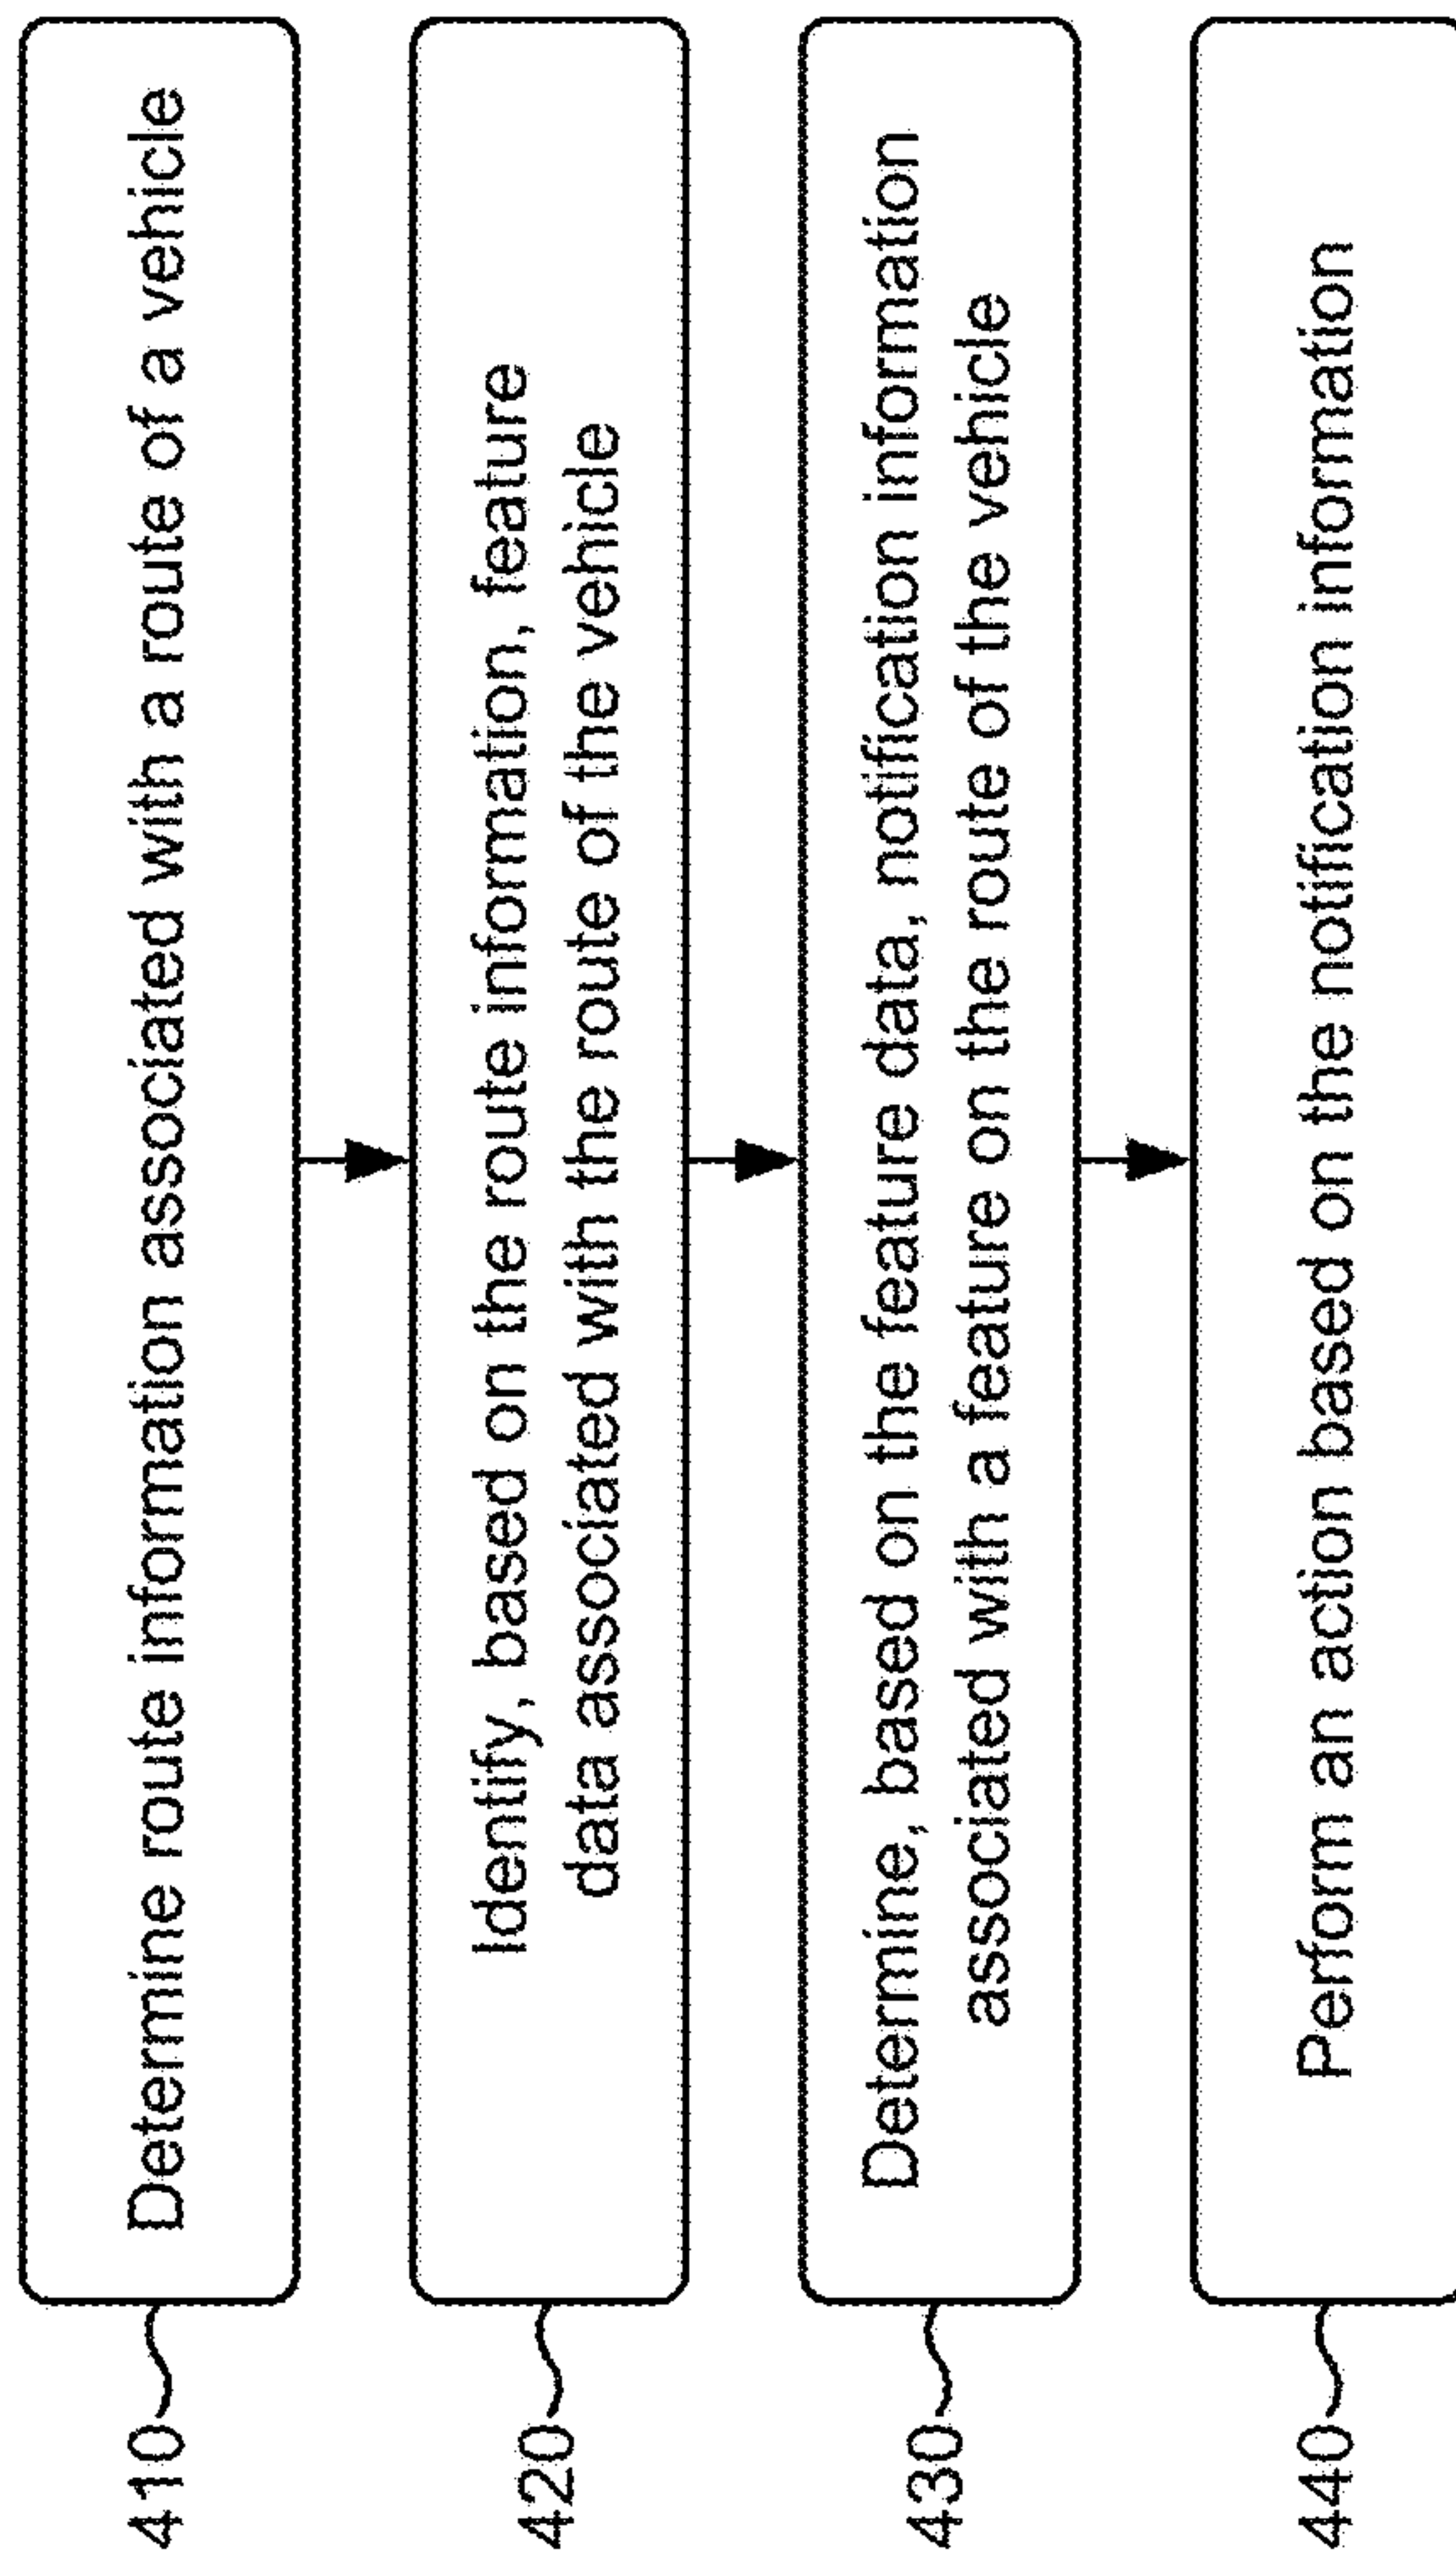 410
Determine route information associated with a route of a vehicle
420
Identify, based on the route information, feature
data associated with the route of the vehicle
430
Determine, based on the feature data, notification information
associated with a feature on the route of the vehicle
440
Perform an action based on the notification information